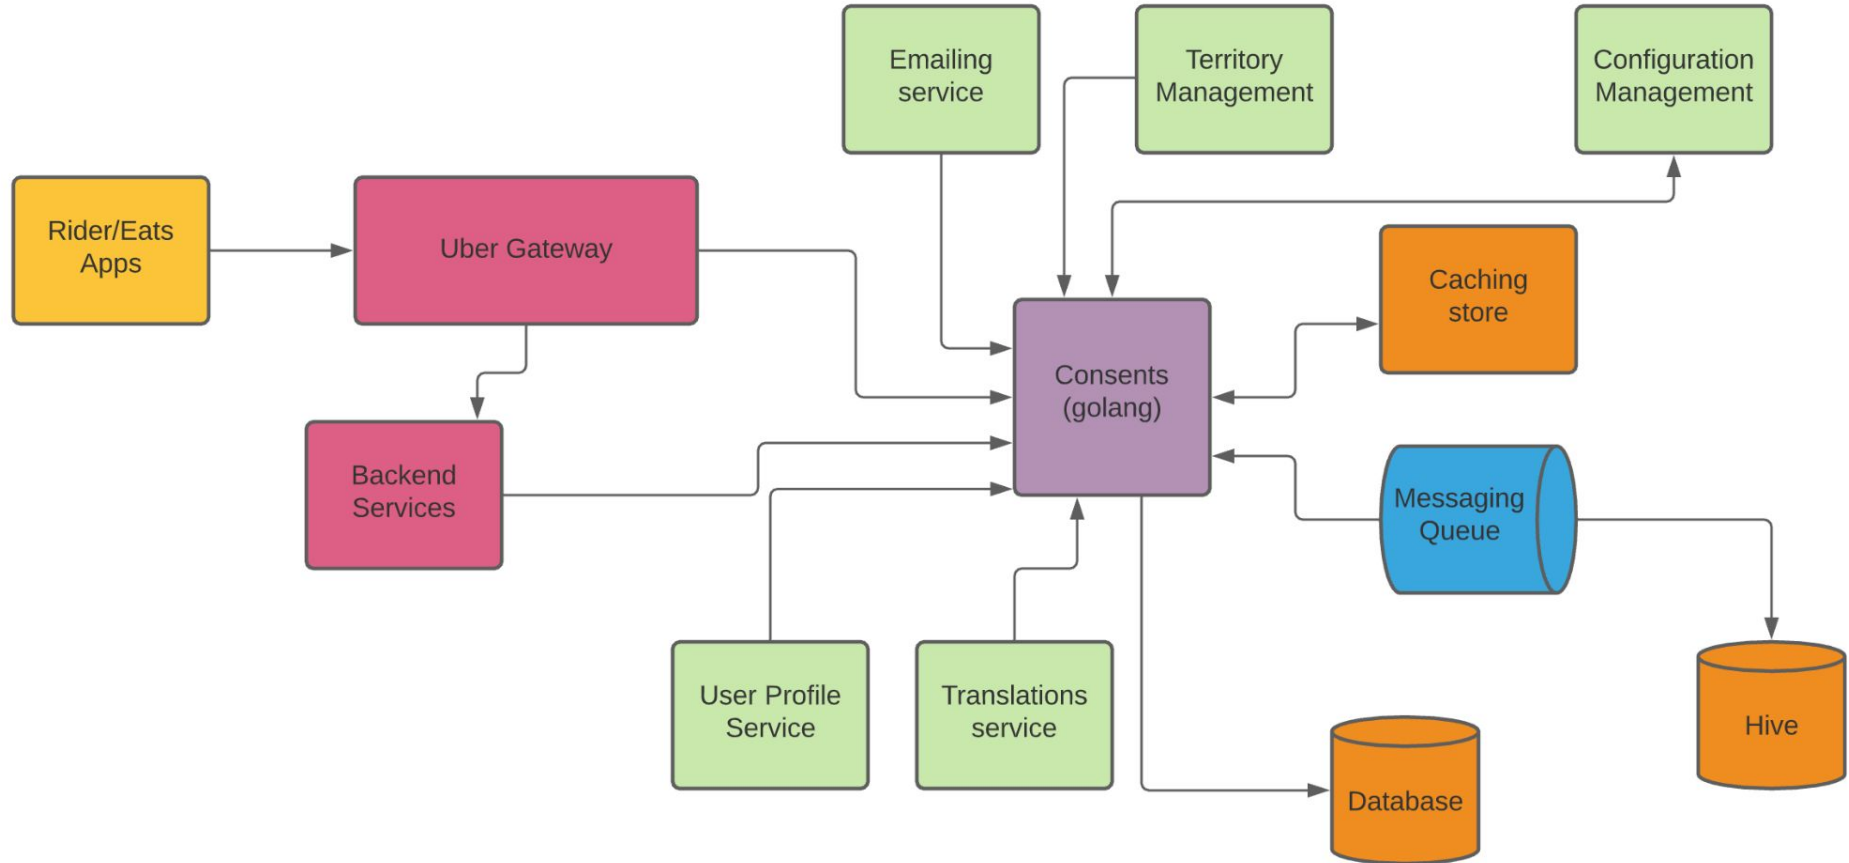 Emailing
service
Territory
Management
Configuration
Management
Rider/Eats
Apps
Uber Gateway
Caching
store
Consents
(golang)
Backend
Services
Messaging
Queue
User Profile
Service
Translations
service
Hive
Database